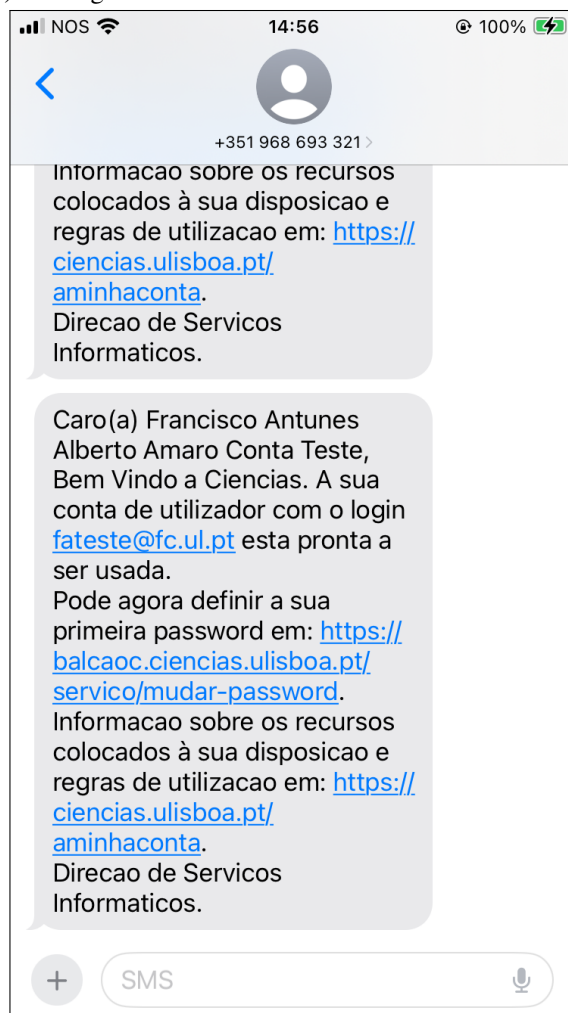 NOS 14:56 100%
+351 968 693 321
Informacao sobre os recursos
colocados à sua disposicao e
regras de utilizacao em: https://
ciencias.ulisboa.pt/
aminhaconta.
Direcao de Servicos
Informaticos.
Caro(a) Francisco Antunes
Alberto Amaro Conta Teste,
Bem Vindo a Ciencias. A sua
conta de utilizador com o login
fateste@fc.ul.pt esta pronta a
ser usada.
Pode agora definir a sua
primeira password em: https://
balcaoc.ciencias.ulisboa.pt/
servico/mudar-password.
Informacao sobre os recursos
colocados à sua disposicao e
regras de utilizacao em: https://
ciencias.ulisboa.pt/
aminhaconta.
Direcao de Servicos
Informaticos.
SMS